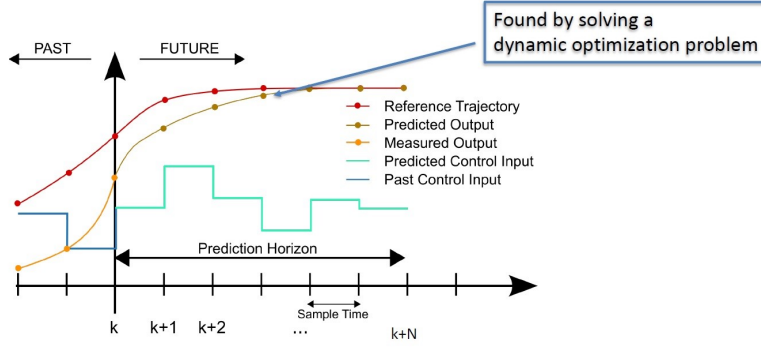 Found by solving a
dynamic optimization problem
PAST
FUTURE
Reference Trajectory
Predicted Output
Measured Output
Predicted Control Input
Past Control Input
Prediction Horizon
Sample Time
k
k+1
k+2
...
k+N